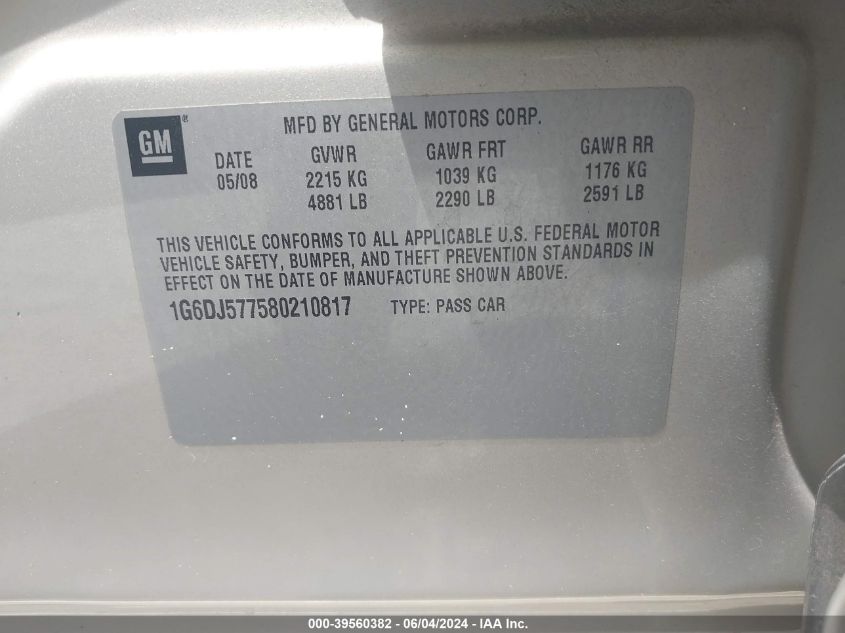 GM®
MFD BY GENERAL MOTORS CORP.
DATE GVWR GAWR FRT GAWR RR
05/08 2215 KG 1039 KG 1176 KG
4881 LB 2290 LB 2591 LB
THIS VEHICLE CONFORMS TO ALL APPLICABLE U.S. FEDERAL MOTOR
VEHICLE SAFETY, BUMPER, AND THEFT PREVENTION STANDARDS IN
EFFECT ON THE DATE OF MANUFACTURE SHOWN ABOVE.
1G6DJ577580210817 TYPE: PASS CAR
000-39560382 - 06/04/2024 - IAA Inc.